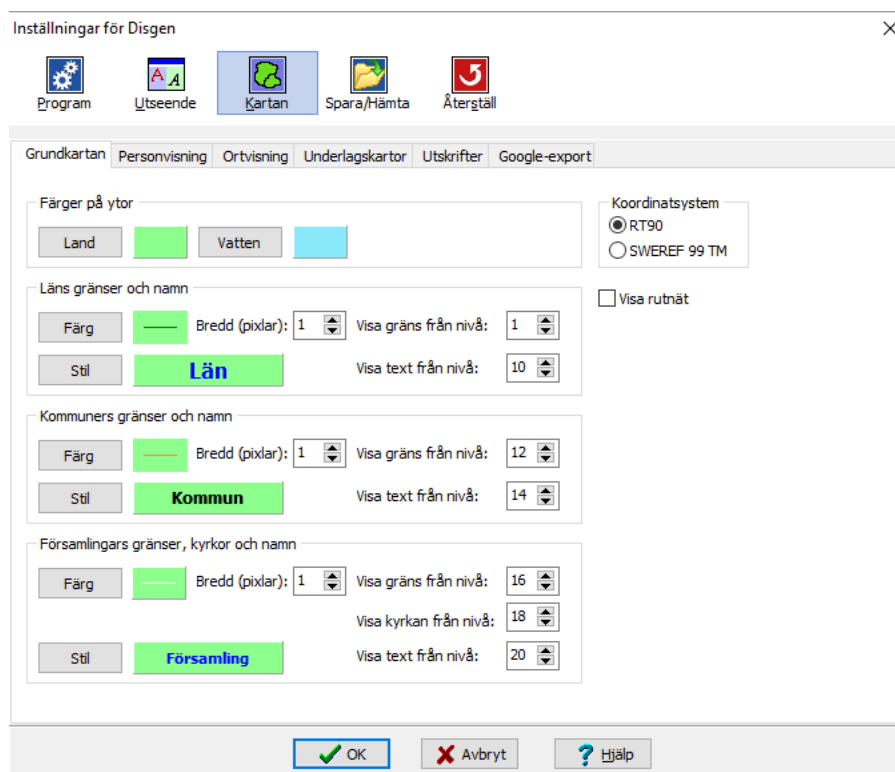 Inställningar för Disgen
Program Utseende Kartan Spara/Hämta Återställ
Grundkartan Personvisning Ortvisning Underlagskartor Utskrifter Google-export
Färger på ytor
Land Vatten
Koordinatsystem
RT90
SWEREF 99 TM
Visa rutnät
Läns gränser och namn
Färg Bredd (pixlar): 1 Visa gräns från nivå: 1
Stil Län Visa text från nivå: 10
Kommuners gränser och namn
Färg Bredd (pixlar): 1 Visa gräns från nivå: 12
Stil Kommun Visa text från nivå: 14
Församlingars gränser, kyrkor och namn
Färg Bredd (pixlar): 1 Visa gräns från nivå: 16
Visa kyrkan från nivå: 18
Stil Församling Visa text från nivå: 20
OK Avbryt Hjälp